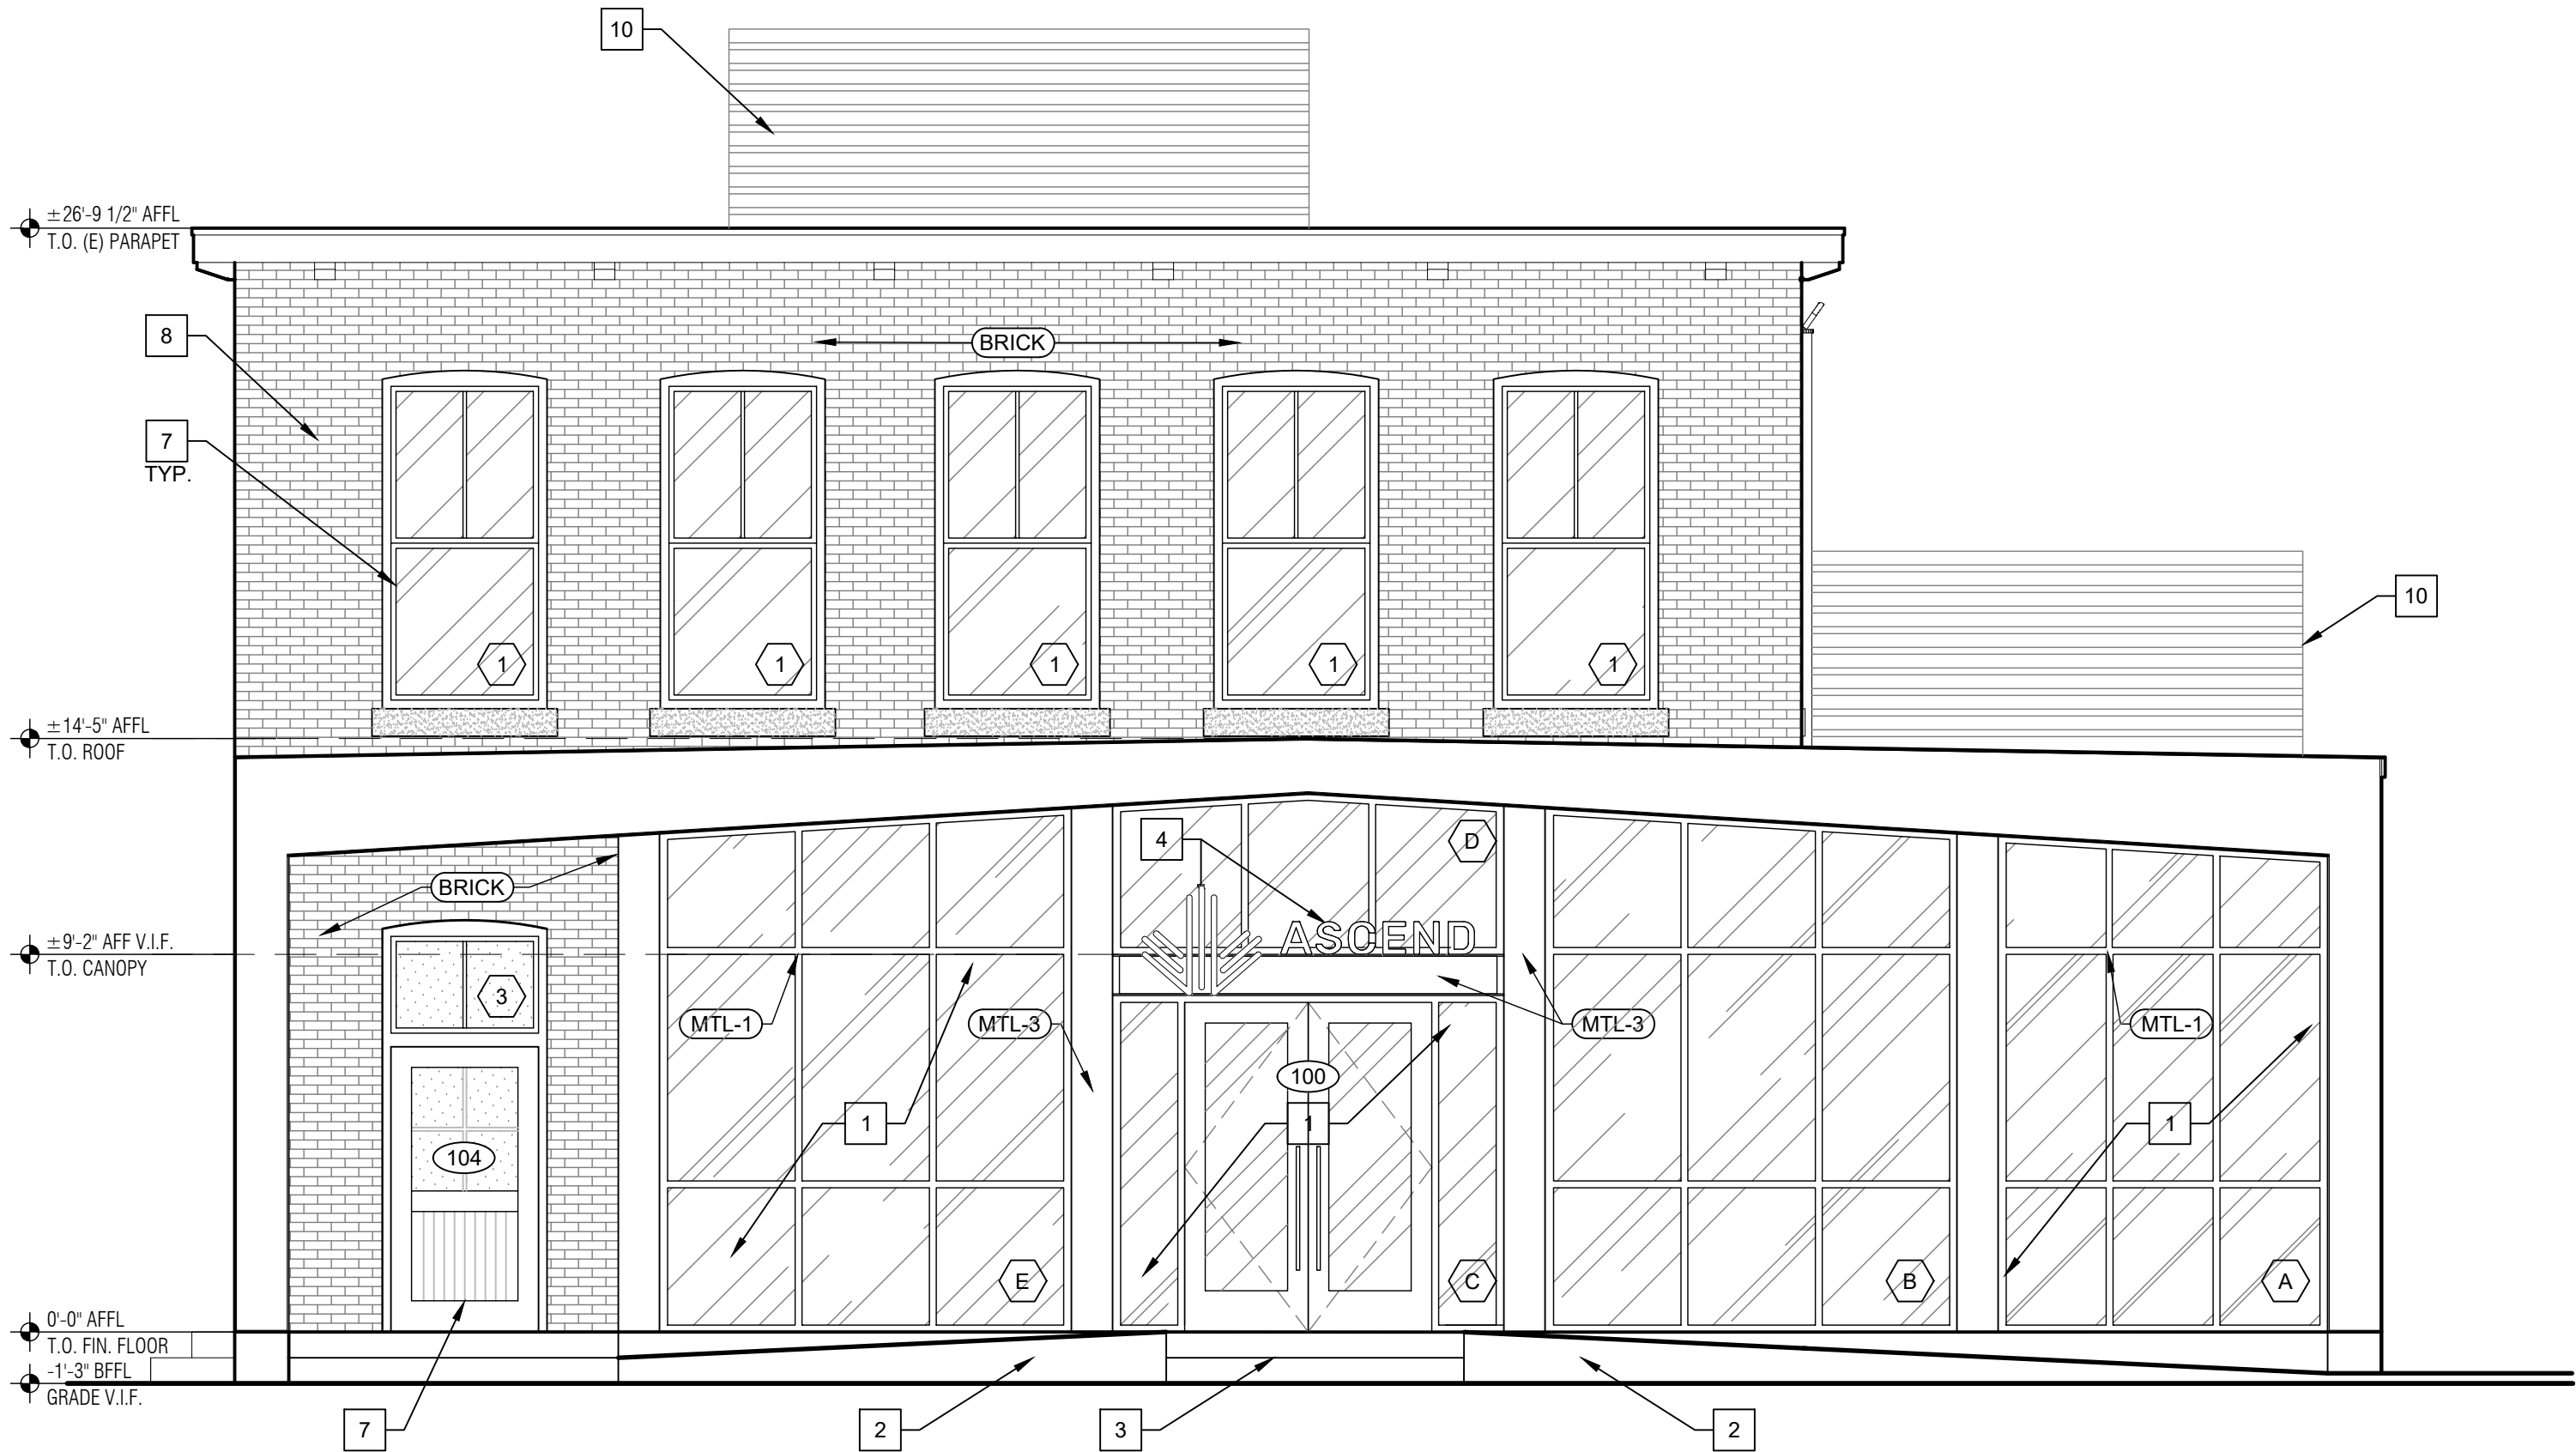 10
±26'-9 1/2" AFFL
T.O. (E) PARAPET
8
BRICK
7
TYP.
10
1
1
1
1
1
±14'-5" AFFL
T.O. ROOF
4
D
BRICK
ASCEND
±9'-2" AFF V.I.F.
T.O. CANOPY
3
MTL-1
MTL-3
MTL-3
MTL-1
100
1
1
1
104
E
C
B
A
0'-0" AFFL
T.O. FIN. FLOOR
-1'-3" BFFL
GRADE V.I.F.
7
2
3
2